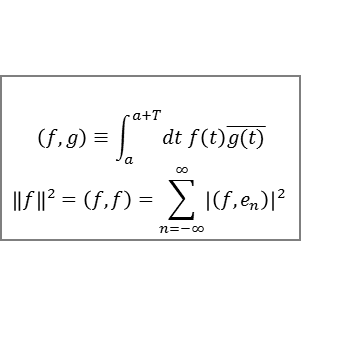 (f,g) ≡ ∫_a^{a+T} dt f(t)\overline{g(t)}
‖f‖² = (f,f) = ∑_{n=-∞}^{∞} |(f,e_n)|²